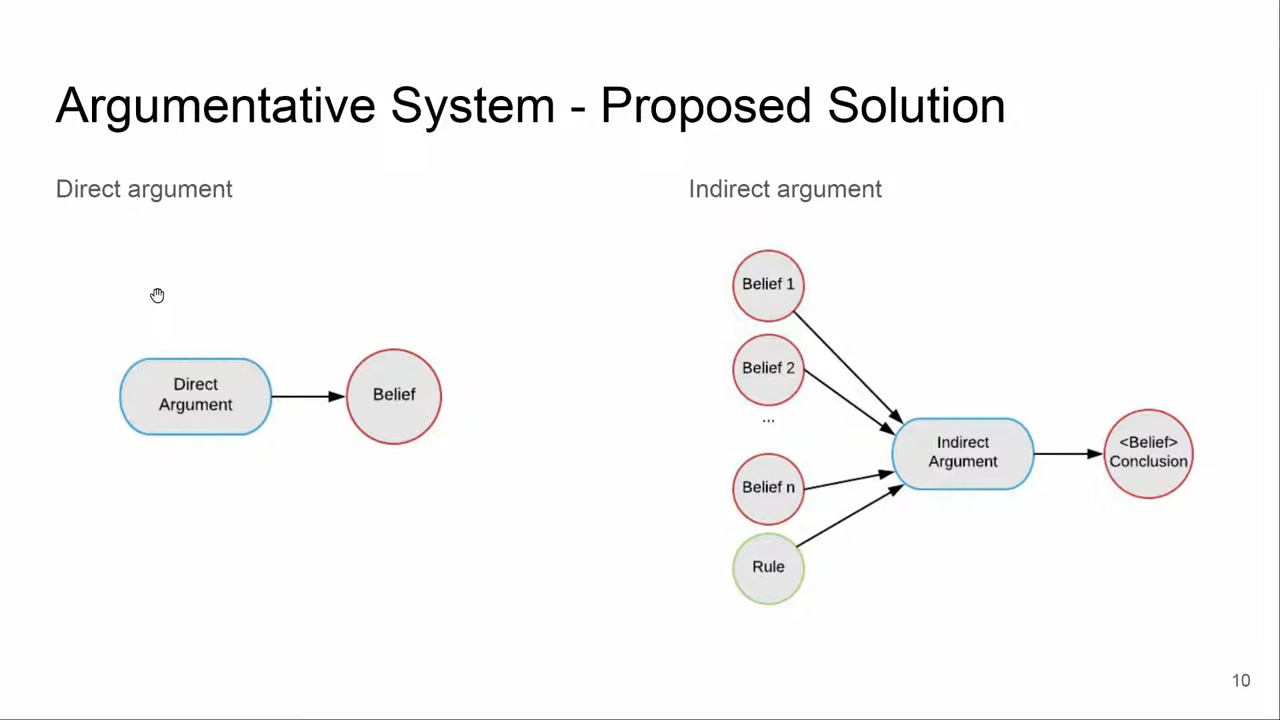 Argumentative System - Proposed Solution
Direct argument
Direct
Argument
Belief
Indirect argument
Belief 1
Belief 2
...
Belief n
Rule
Indirect
Argument
<Belief>
Conclusion
10